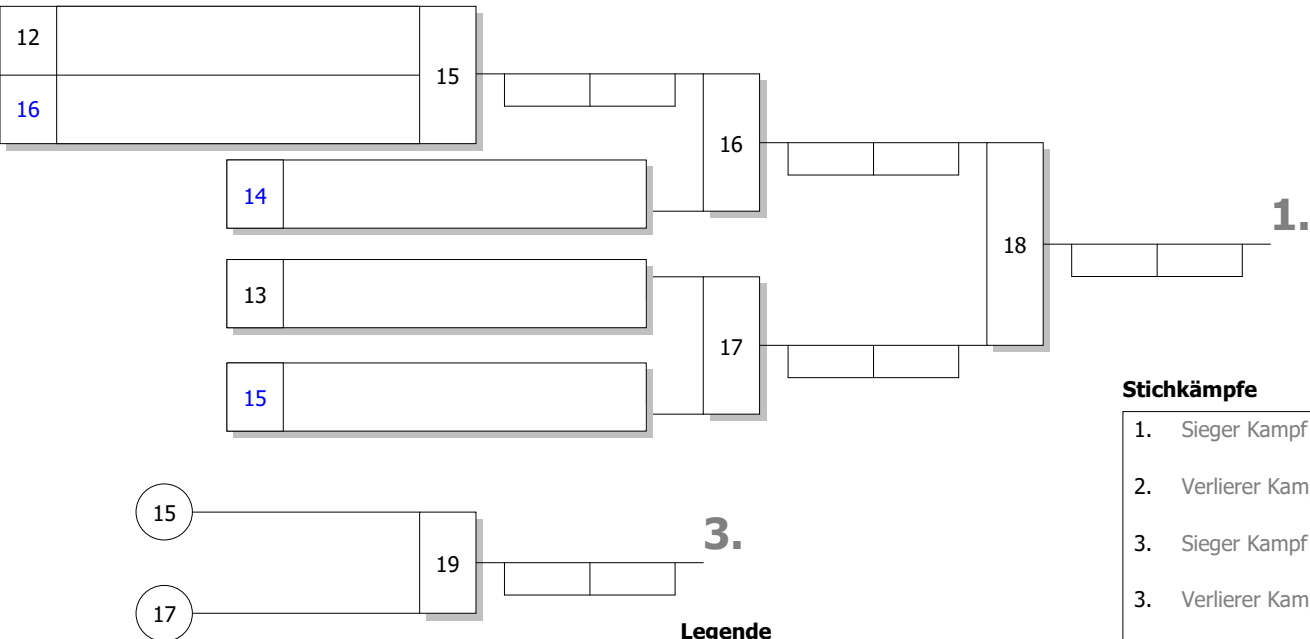 12
15
16
16
14
1.
18
13
17
15
Stichkämpfe
1. Sieger Kampf
2. Verlierer Kam
15
3.
3. Sieger Kampf
19
3. Verlierer Kam
17
Legende